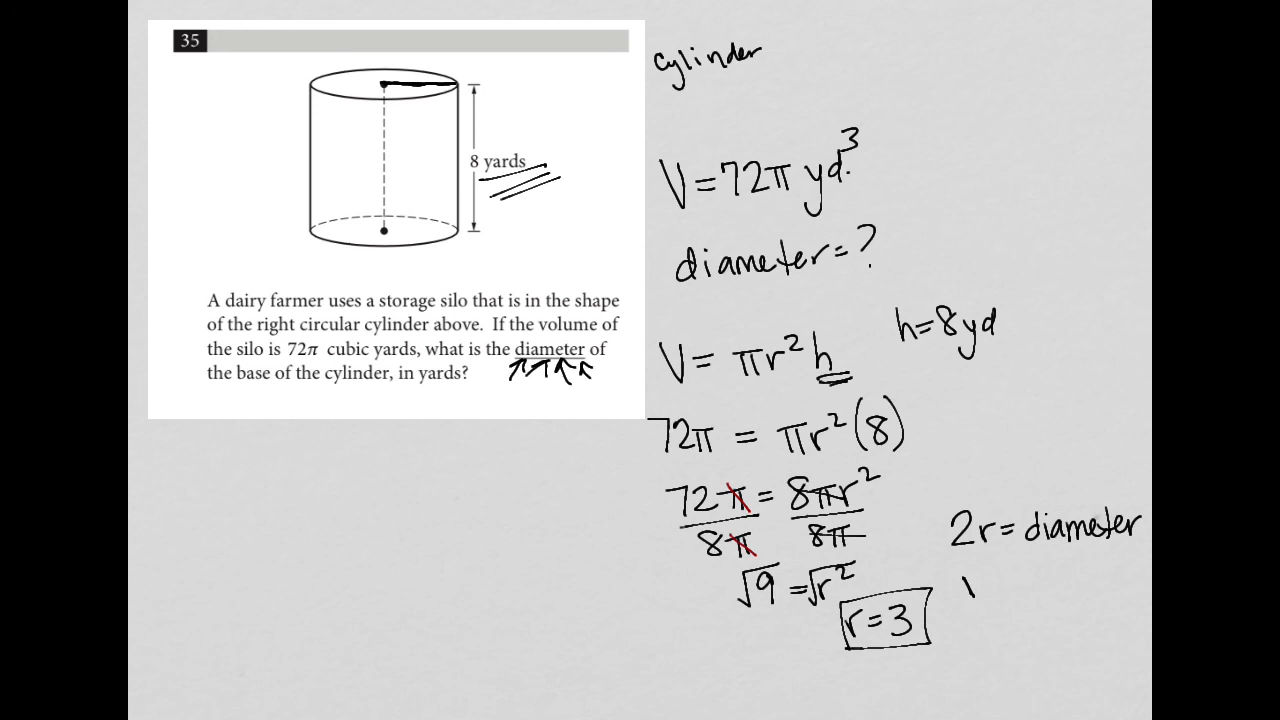 35
8 yards
A dairy farmer uses a storage silo that is in the shape
of the right circular cylinder above. If the volume of
the silo is 72π cubic yards, what is the diameter of
the base of the cylinder, in yards?
cylinder
V = 72π yd.³
diameter = ?
V = πr²h
h = 8yd
72π = πr²(8)
72π = 8πr²
8π 8π
√9 = √r²
r = 3
2r = diameter